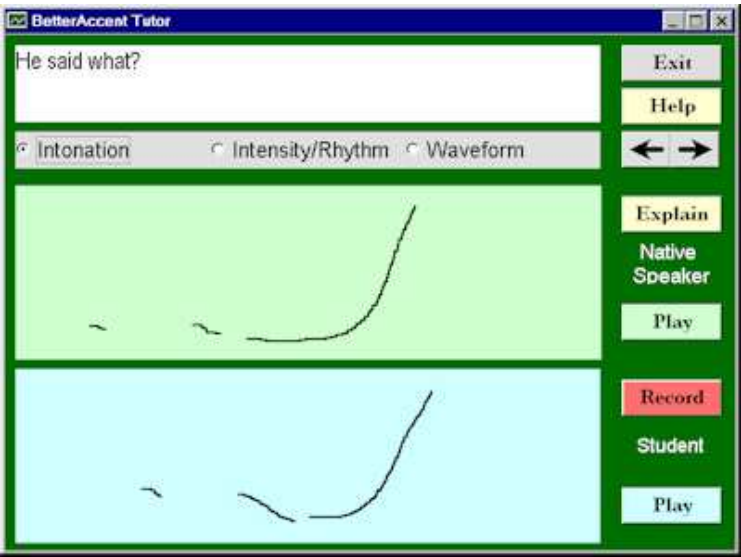 BetterAccent Tutor
He said what?
Exit
Help
Intonation
Intensity/Rhythm
Waveform
Explain
Native
Speaker
Play
Record
Student
Play